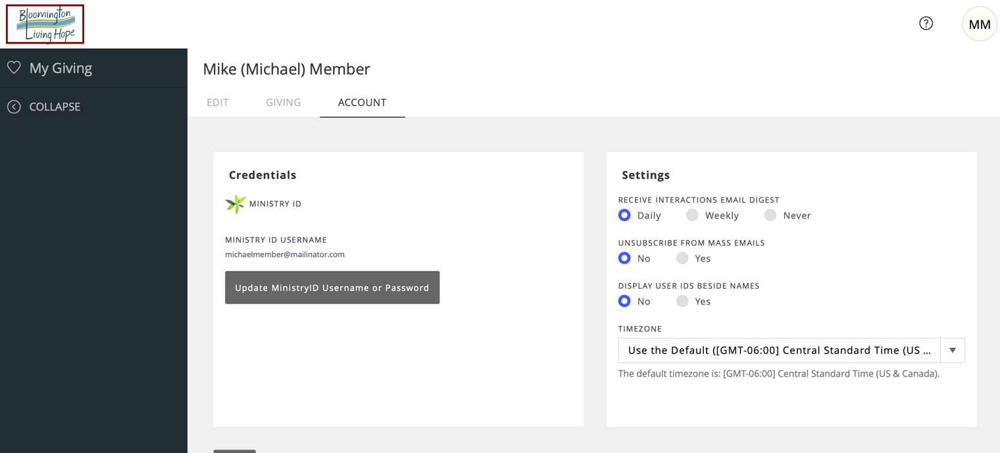 Bloomington
Living Hope
MM
My Giving
COLLAPSE
Mike (Michael) Member
EDIT GIVING ACCOUNT
Credentials
MINISTRY ID
MINISTRY ID USERNAME
michaelmember@mailinator.com
Update MinistryID Username or Password
Settings
RECEIVE INTERACTIONS EMAIL DIGEST
Daily Weekly Never
UNSUBSCRIBE FROM MASS EMAILS
No Yes
DISPLAY USER IDS BESIDE NAMES
No Yes
TIMEZONE
Use the Default ([GMT-06:00] Central Standard Time (US ...
The default timezone is: [GMT-06:00] Central Standard Time (US & Canada).